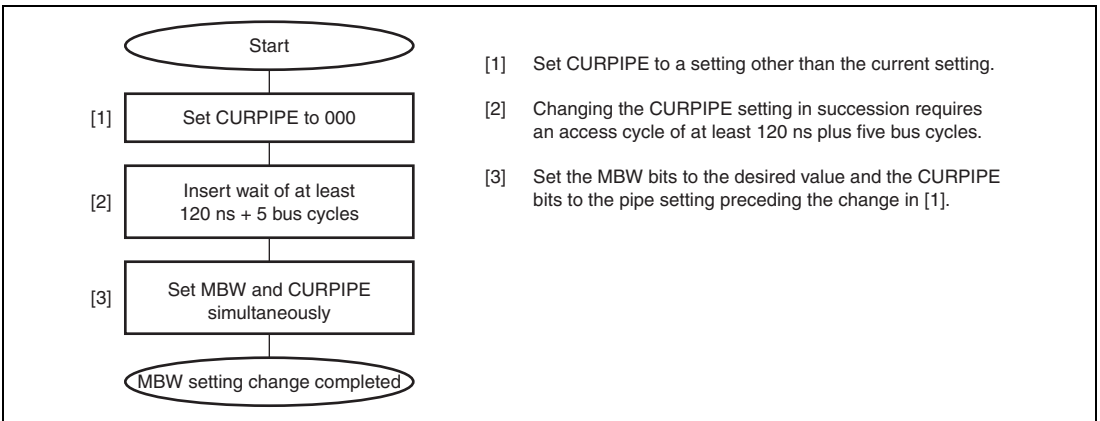 Start
[1] Set CURPIPE to 000
[2] Insert wait of at least
120 ns + 5 bus cycles
[3] Set MBW and CURPIPE
simultaneously
MBW setting change completed
[1] Set CURPIPE to a setting other than the current setting.
[2] Changing the CURPIPE setting in succession requires
an access cycle of at least 120 ns plus five bus cycles.
[3] Set the MBW bits to the desired value and the CURPIPE
bits to the pipe setting preceding the change in [1].